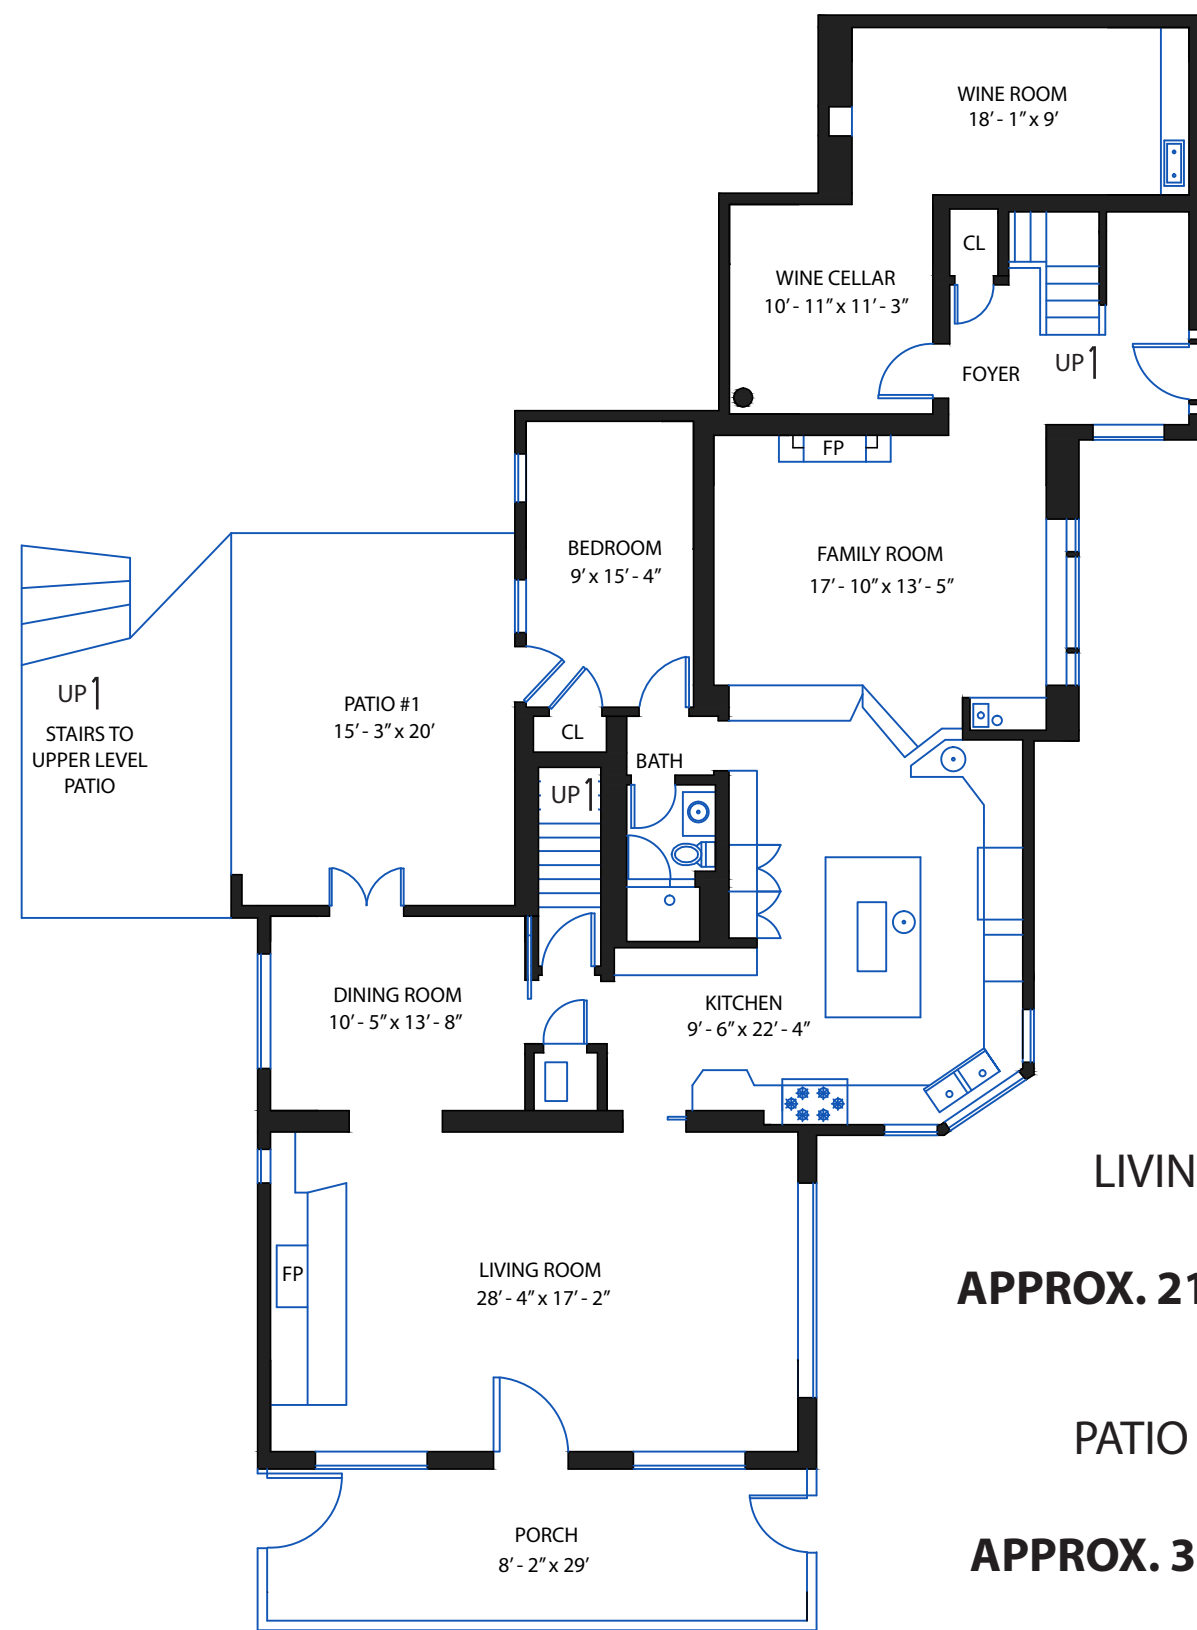 WINE ROOM
18' - 1" x 9'
CL
WINE CELLAR
10' - 11" x 11' - 3"
FOYER
UP 1
FP
BEDROOM
9' x 15' - 4"
FAMILY ROOM
17' - 10" x 13' - 5"
UP 1
STAIRS TO
UPPER LEVEL
PATIO
PATIO #1
15' - 3" x 20'
CL
BATH
UP 1
DINING ROOM
10' - 5" x 13' - 8"
KITCHEN
9' - 6" x 22' - 4"
LIVIN
FP
LIVING ROOM
28' - 4" x 17' - 2"
APPROX. 21
PATIO
PORCH
8' - 2" x 29'
APPROX. 3